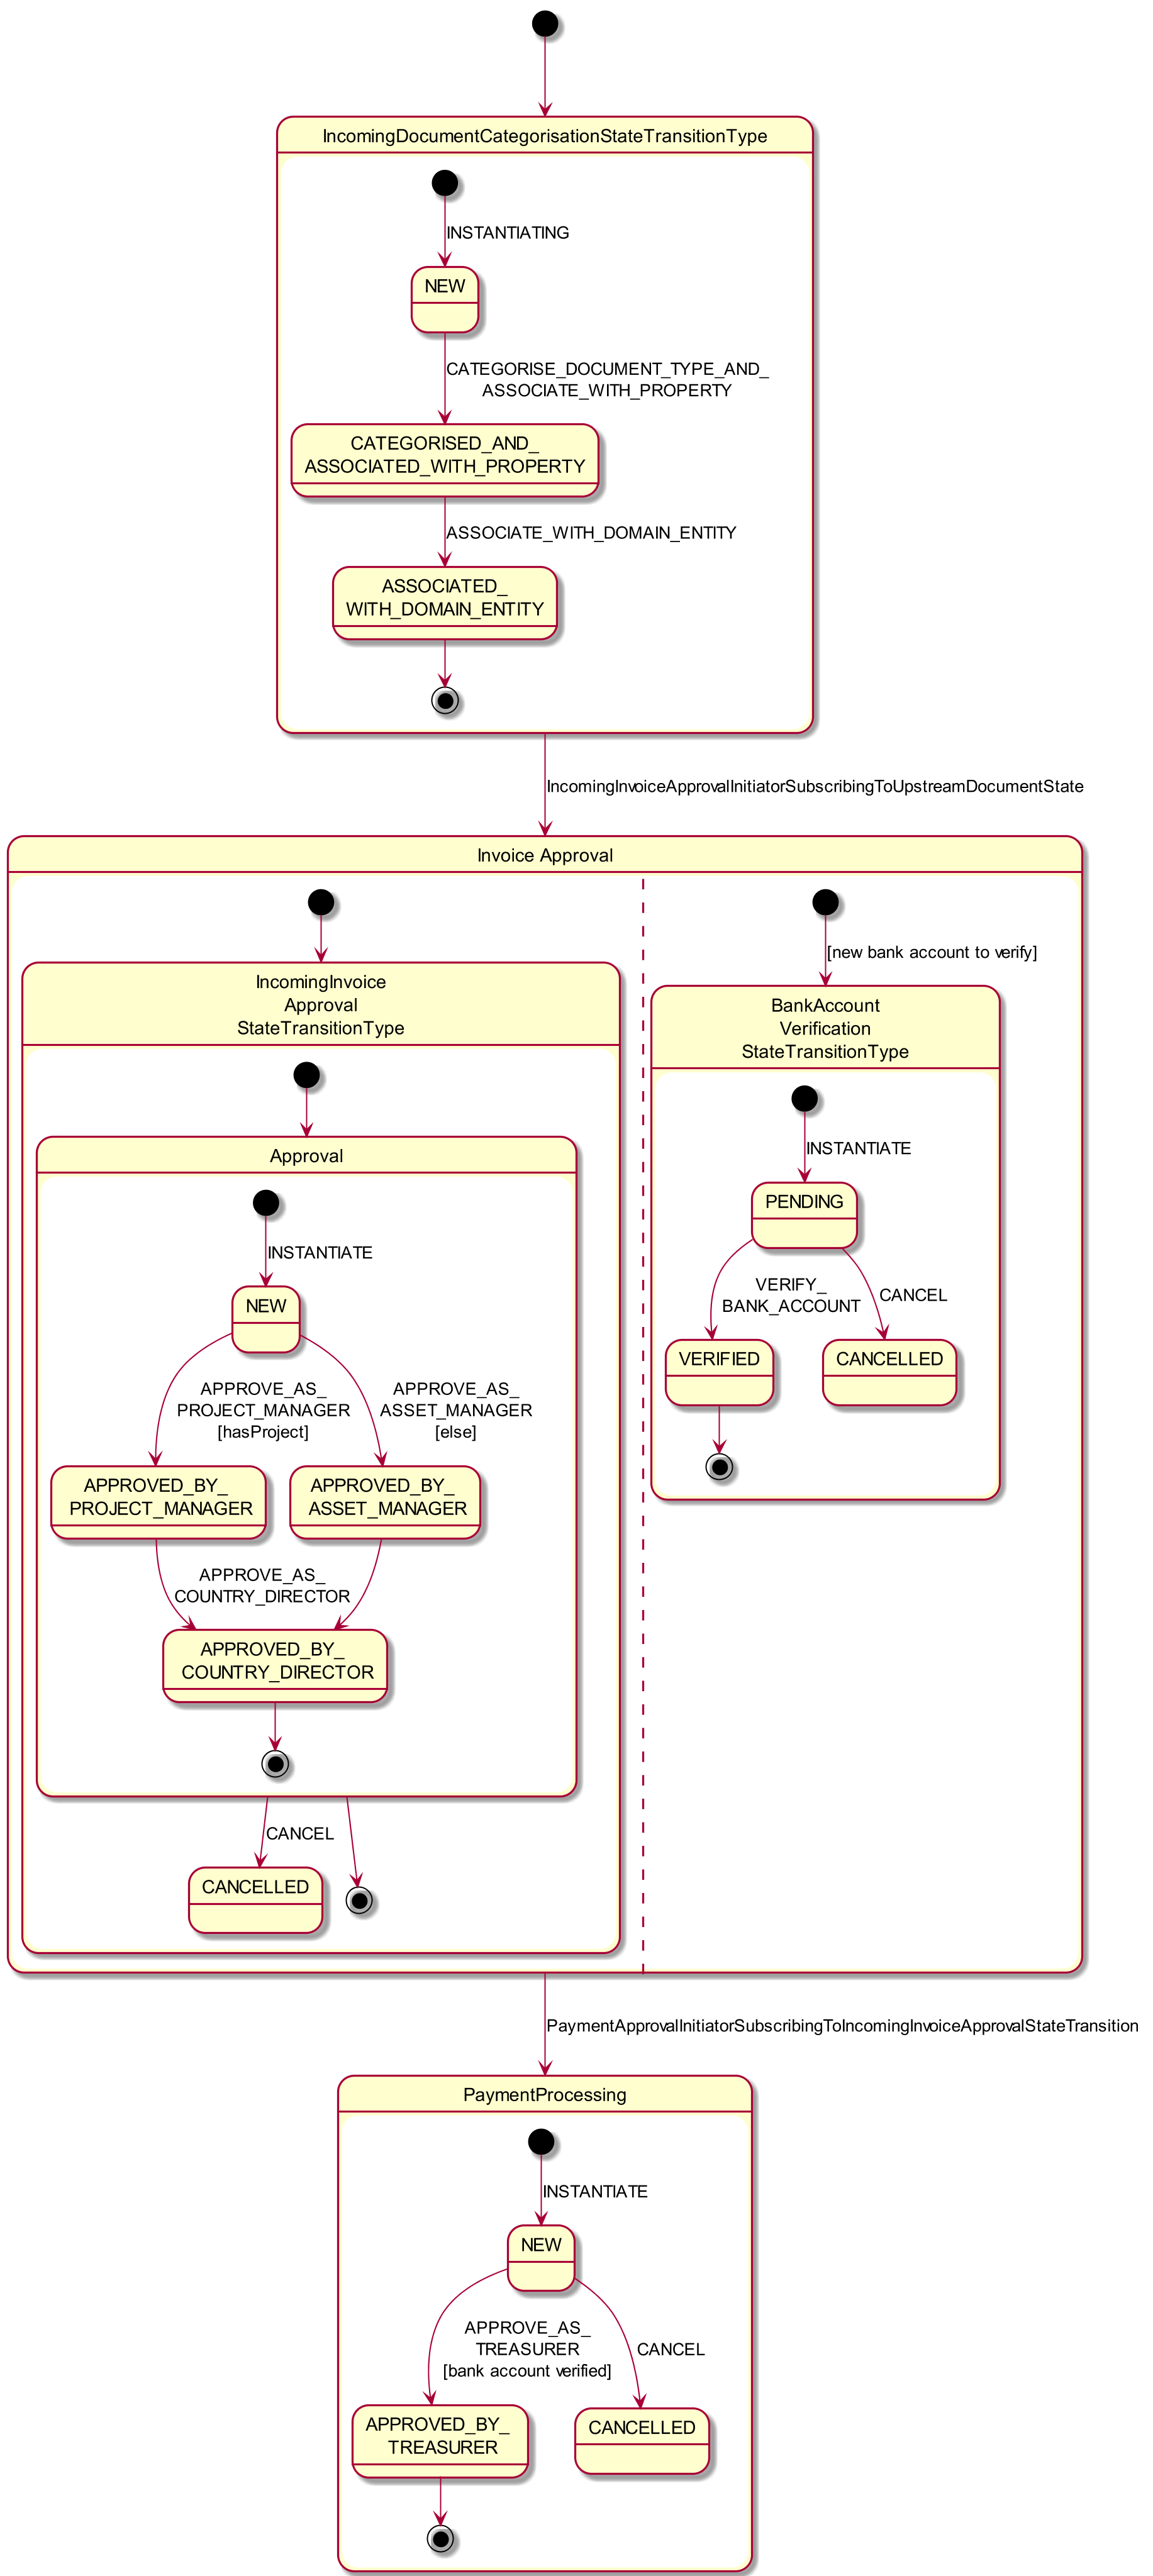 IncomingDocumentCategorisationStateTransitionType
INSTANTIATING
NEW
CATEGORISE_DOCUMENT_TYPE_AND_
ASSOCIATE_WITH_PROPERTY
CATEGORISED_AND_
ASSOCIATED_WITH_PROPERTY
ASSOCIATE_WITH_DOMAIN_ENTITY
ASSOCIATED_
WITH_DOMAIN_ENTITY
IncomingInvoiceApprovalInitiatorSubscribingToUpstreamDocumentState
Invoice Approval
IncomingInvoice
Approval
StateTransitionType
Approval
INSTANTIATE
NEW
APPROVE_AS_
PROJECT_MANAGER
[hasProject]
APPROVE_AS_
ASSET_MANAGER
[else]
APPROVED_BY_
PROJECT_MANAGER
APPROVED_BY_
ASSET_MANAGER
APPROVE_AS_
COUNTRY_DIRECTOR
APPROVED_BY_
COUNTRY_DIRECTOR
CANCEL
CANCELLED
[new bank account to verify]
BankAccount
Verification
StateTransitionType
INSTANTIATE
PENDING
VERIFY_
BANK_ACCOUNT
CANCEL
VERIFIED
CANCELLED
PaymentApprovalInitiatorSubscribingToIncomingInvoiceApprovalStateTransition
PaymentProcessing
INSTANTIATE
NEW
APPROVE_AS_
TREASURER
[bank account verified]
CANCEL
APPROVED_BY_
TREASURER
CANCELLED